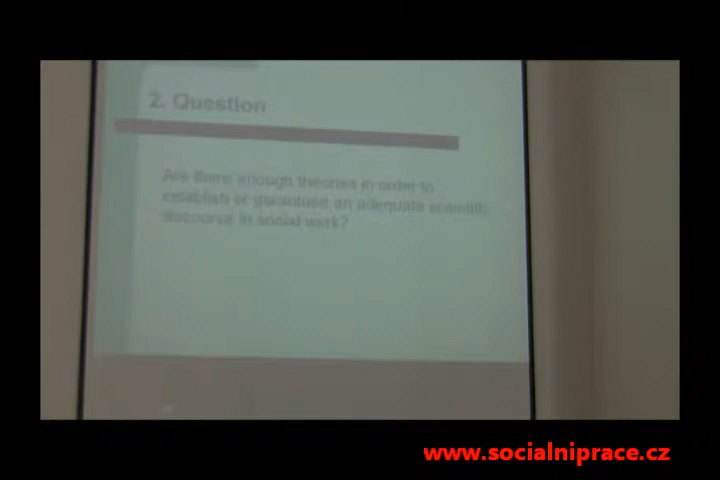 2. Question
Are there enough theories in order to
establish or garantueed an adequate scientific
discourse in social work?
www.socialniprace.cz